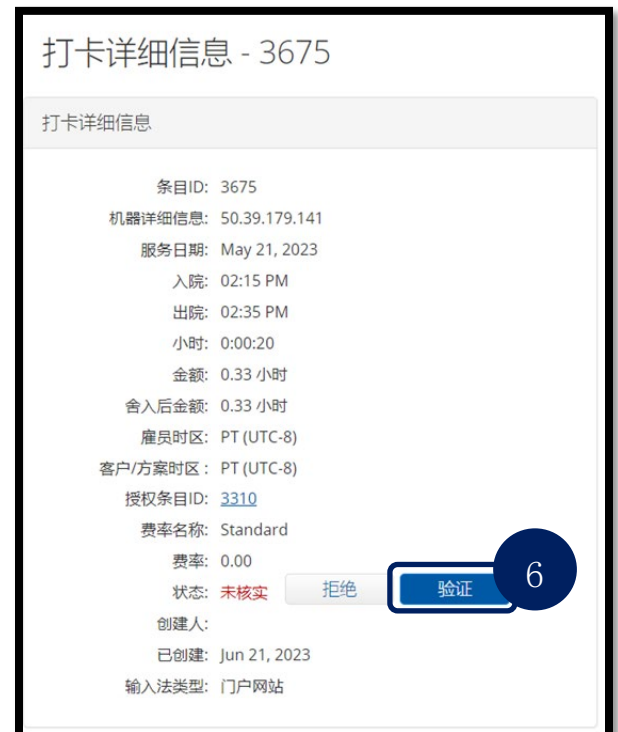 打卡详细信息 - 3675
打卡详细信息
条目ID: 3675
机器详细信息: 50.39.179.141
服务日期: May 21, 2023
入院: 02:15 PM
出院: 02:35 PM
小时: 0:00:20
金额: 0.33 小时
舍入后金额: 0.33 小时
雇员时区: PT (UTC-8)
客户/方案时区 : PT (UTC-8)
授权条目ID: 3310
费率名称: Standard
费率: 0.00
状态: 未核实 拒绝 验证 6
创建人:
已创建: Jun 21, 2023
输入法类型: 门户网站